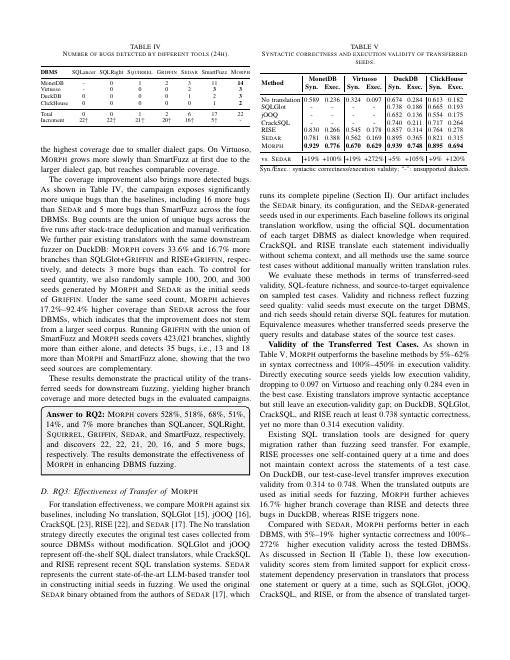 TABLE IV
NUMBER OF BUGS DETECTED BY DIFFERENT TOOLS (24H).
DBMS SQLancer SQLRight SQUIRREL GRIFFIN SEDAR SmartFuzz MORPH
MonetDB - 0 1 2 3 11 14
Virtuoso - - - 0 2 3 3
DuckDB 0 0 0 0 1 2 3
ClickHouse 0 0 0 0 0 1 2
Total 0 0 1 2 6 17 22
Increment 22† 22† 21† 20† 16† 5† -
the highest coverage due to smaller dialect gap. On Virtuoso,
MORPH grows more slowly than SmartFuzz at first due to the
larger dialect gap, but reaches comparable coverage.
The coverage improvement also brings more detected bugs.
As shown in Table IV, the campaign exposes significantly
more unique bugs than the baselines, including 16 more bugs
than SEDAR and 5 more bugs than SmartFuzz across the four
DBMSs. Bug counts are the union of unique bugs across the
five runs after stack-trace deduplication and manual verification.
We further pair existing translators with the same downstream
fuzzer on DuckDB: MORPH covers 33.6% and 16.7% more
branches than SQLGlot+GRIFFIN and RISE+GRIFFIN, respec-
tively, and detects 3 more bugs than each. To control for
seed quantity, we also randomly sample 100, 200, and 300
seeds generated by MORPH and SEDAR as the initial seeds
of GRIFFIN. Under the same seed count, MORPH achieves
17.2%–92.4% higher coverage than SEDAR across the four
DBMSs, which indicates that the improvement does not stem
from a larger seed corpus. Running GRIFFIN with the union of
SmartFuzz and MORPH seeds covers 423,021 branches, slightly
more than either alone, and detects 35 bugs, i.e., 13 and 18
more than MORPH and SmartFuzz alone, showing that the two
seed sources are complementary.
These results demonstrate the practical utility of the trans-
ferred seeds for downstream fuzzing, yielding higher branch
coverage and more detected bugs in the evaluated campaigns.
Answer to RQ2: MORPH covers 528%, 518%, 68%, 51%,
14%, and 7% more branches than SQLancer, SQLRight,
SQUIRREL, GRIFFIN, SEDAR, and SmartFuzz, respectively,
and discovers 22, 22, 21, 20, 16, and 5 more bugs,
respectively. The results demonstrate the effectiveness of
MORPH in enhancing DBMS fuzzing.
D. RQ3: Effectiveness of Transfer of MORPH
For translation effectiveness, we compare MORPH against six
baselines, including No translation, SQLGlot [15], jOOQ [16],
CrackSQL [23], RISE [22], and SEDAR [17]. The No translation
strategy directly executes the original test cases collected from
source DBMSs without modification. SQLGlot and jOOQ
represent off-the-shelf SQL dialect translators, while CrackSQL
and RISE represent recent SQL translation systems. SEDAR
represents the current state-of-the-art LLM-based transfer tool
in constructing initial seeds in fuzzing. We used the original
SEDAR binary obtained from the authors of SEDAR [17], which
TABLE V
SYNTACTIC CORRECTNESS AND EXECUTION VALIDITY OF TRANSFERRED
SEEDS.
Method MonetDB Virtuoso DuckDB ClickHouse
Syn. Exec. Syn. Exec. Syn. Exec. Syn. Exec.
No translation 0.589 0.236 0.324 0.097 0.674 0.284 0.613 0.182
SQLGlot - - - - 0.738 0.186 0.665 0.193
jOOQ - - - - 0.652 0.136 0.554 0.175
CrackSQL - - - - 0.740 0.211 0.717 0.264
RISE 0.830 0.266 0.545 0.178 0.857 0.314 0.764 0.278
SEDAR 0.781 0.388 0.562 0.169 0.895 0.365 0.821 0.315
MORPH 0.929 0.776 0.670 0.629 0.939 0.748 0.895 0.694
vs. SEDAR +19% +100% +19% +272% +5% +105% +9% +120%
Syn./Exec.: syntactic correctness/execution validity; "-": unsupported dialects.
runs its complete pipeline (Section II). Our artifact includes
the SEDAR binary, its configuration, and the SEDAR-generated
seeds used in our experiments. Each baseline follows its original
translation workflow, using the official SQL documentation
of each target DBMS as dialect knowledge when required.
CrackSQL and RISE translate each statement individually
without schema context, and all methods use the same source
test cases without additional manually written translation rules.
We evaluate these methods in terms of transferred-seed
validity, SQL-feature richness, and source-to-target equivalence
on sampled test cases. Validity and richness reflect fuzzing
seed quality: valid seeds must execute on the target DBMS,
and rich seeds should retain diverse SQL features for mutation.
Equivalence measures whether transferred seeds preserve the
query results and database states of the source test cases.
Validity of the Transferred Test Cases. As shown in
Table V, MORPH outperforms the baseline methods by 5%–62%
in syntax correctness and 100%–450% in execution validity.
Directly executing source seeds yields low execution validity,
dropping to 0.097 on Virtuoso and reaching only 0.284 even in
the best case. Existing translators improve syntactic acceptance
but still leave an execution-validity gap; on DuckDB, SQLGlot,
CrackSQL, and RISE reach at least 0.738 syntactic correctness,
yet no more than 0.314 execution validity.
Existing SQL translation tools are designed for query
migration rather than fuzzing seed transfer. For example,
RISE processes one self-contained query at a time and does
not maintain context across the statements of a test case.
On DuckDB, our test-case-level transfer improves execution
validity from 0.314 to 0.748. When the translated outputs are
used as initial seeds for fuzzing, MORPH further achieves
16.7% higher branch coverage than RISE and detects three
bugs in DuckDB, whereas RISE triggers none.
Compared with SEDAR, MORPH performs better in each
DBMS, with 5%–19% higher syntactic correctness and 100%–
272% higher execution validity across the tested DBMSs.
As discussed in Section II (Table I), these low execution-
validity scores stem from limited support for explicit cross-
statement dependency preservation in translators that process
one statement or query at a time, such as SQLGlot, jOOQ,
CrackSQL, and RISE, or from the absence of translated target-